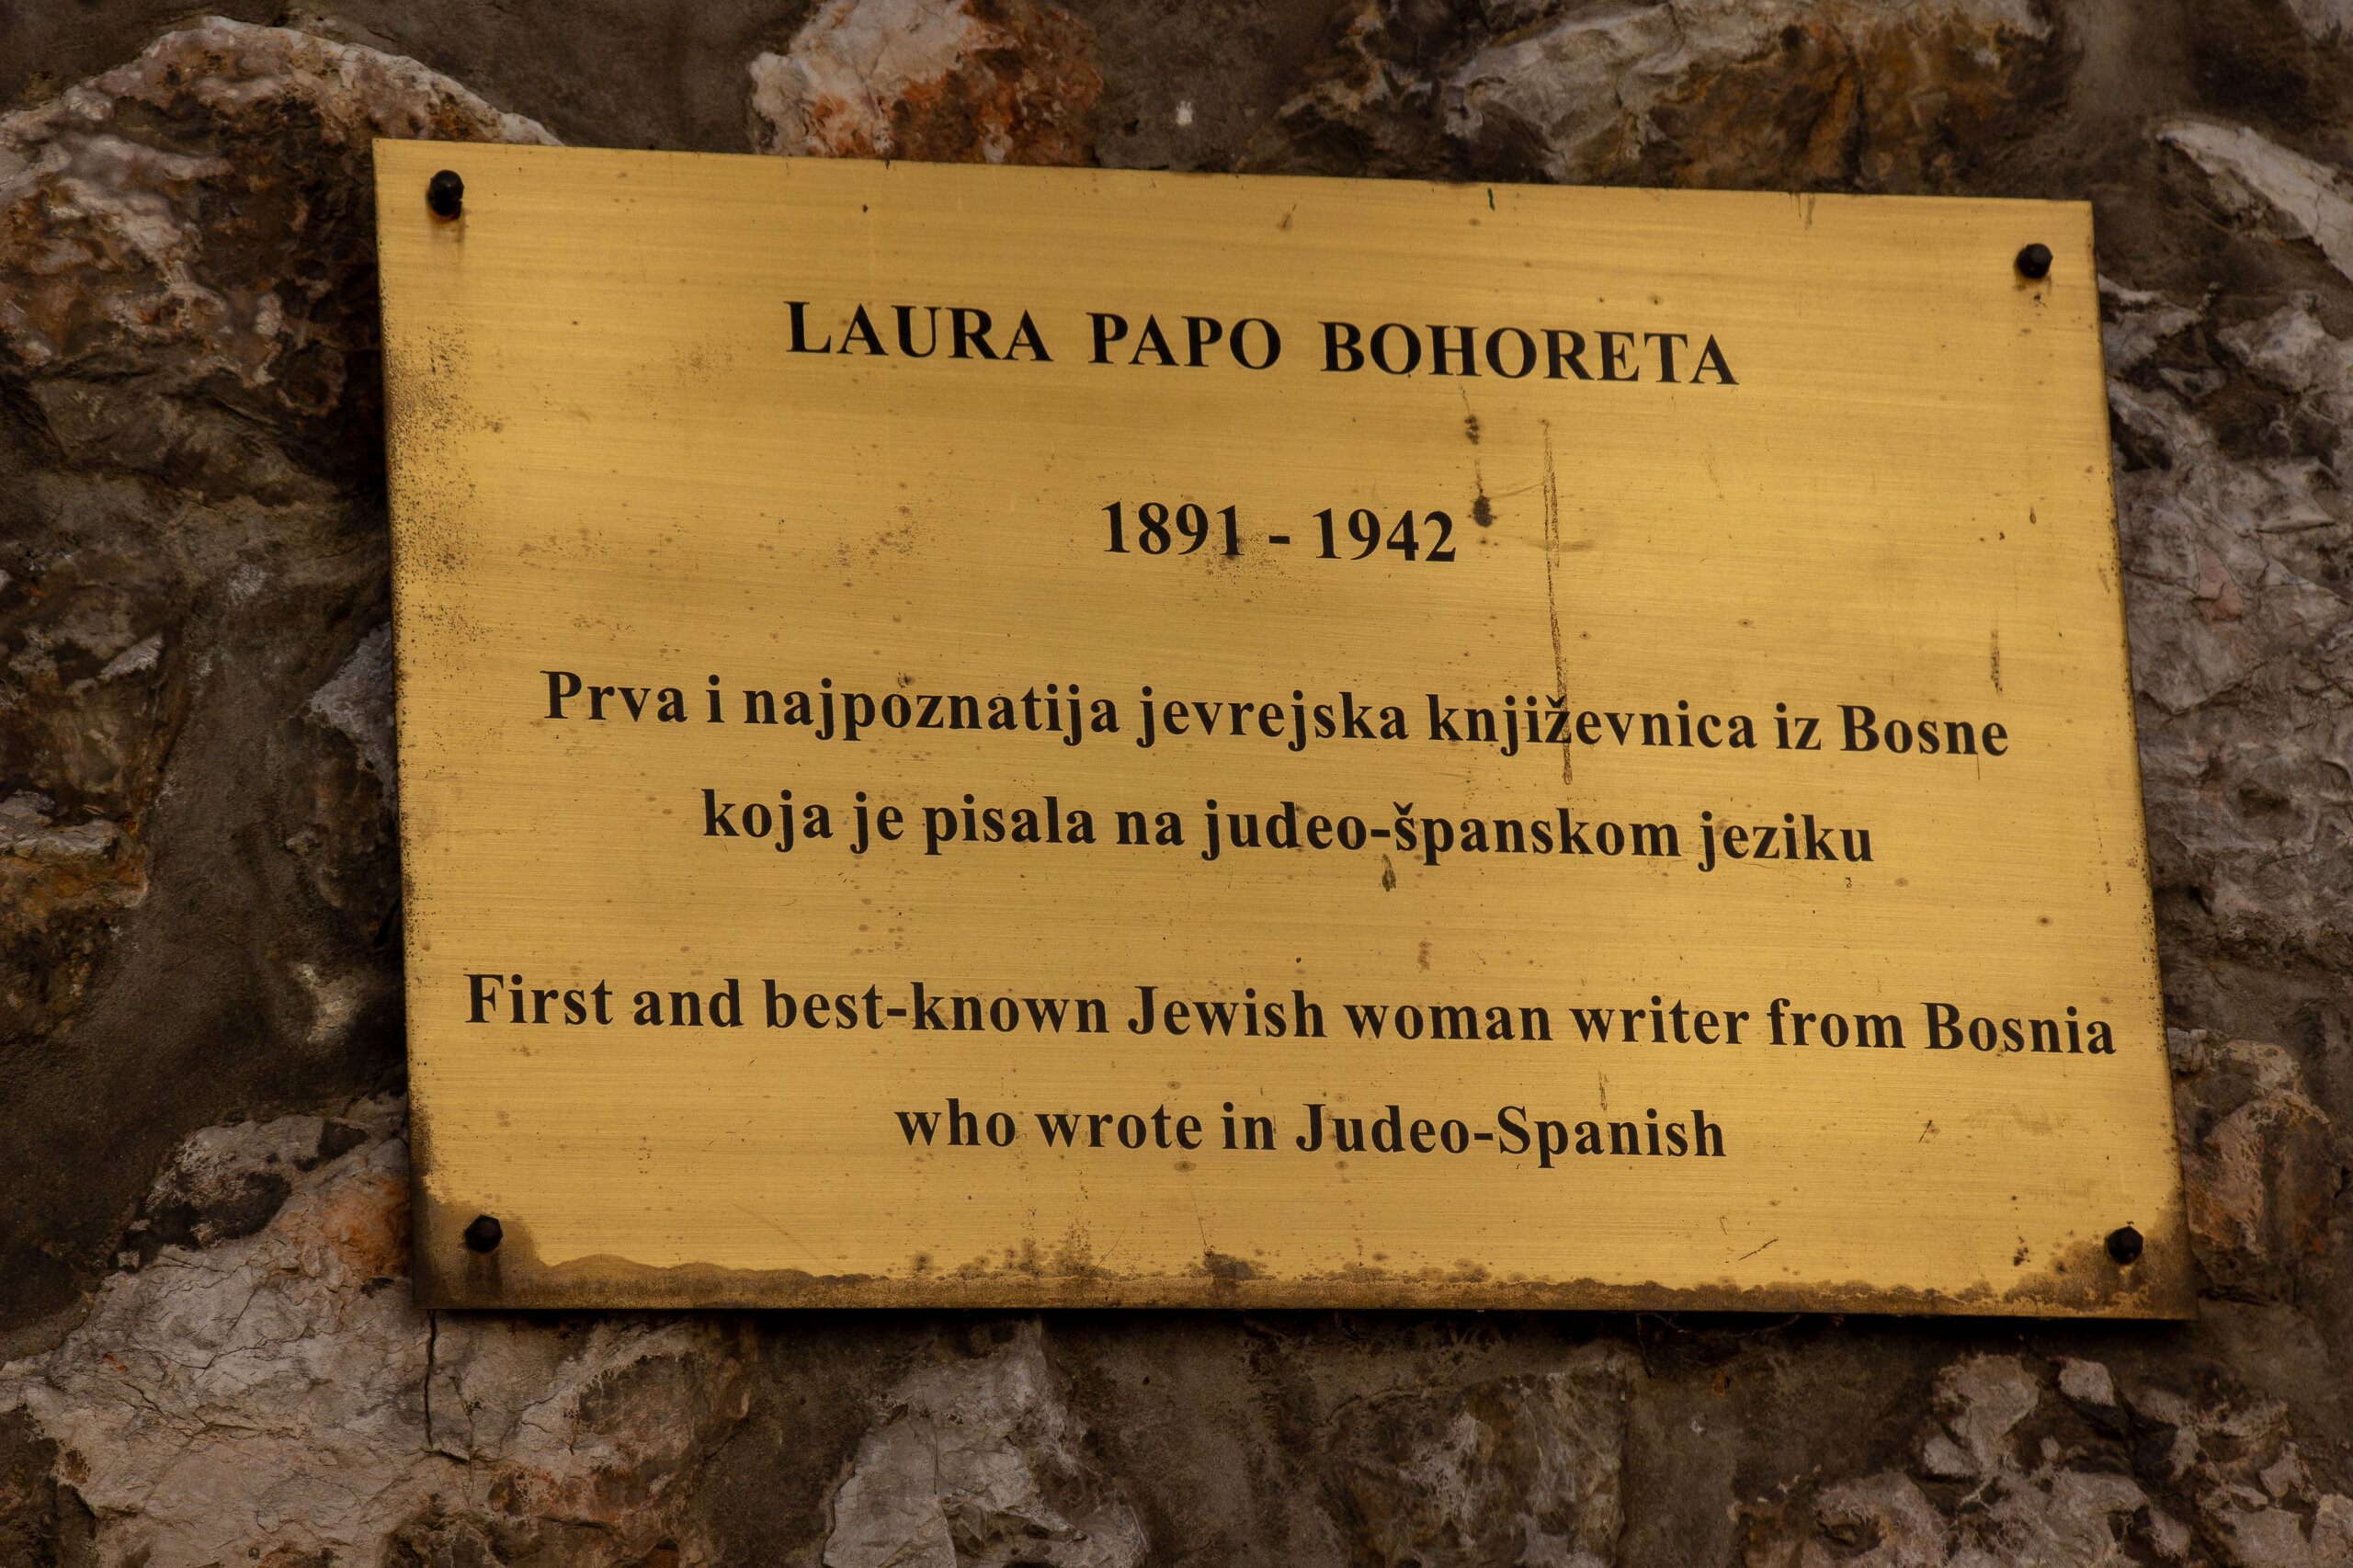 LAURA PAPO BOHORETA
1891 - 1942
Prva i najpoznatija jevrejska književnica iz Bosne
koja je pisala na judeo-španskom jeziku
First and best-known Jewish woman writer from Bosnia
who wrote in Judeo-Spanish